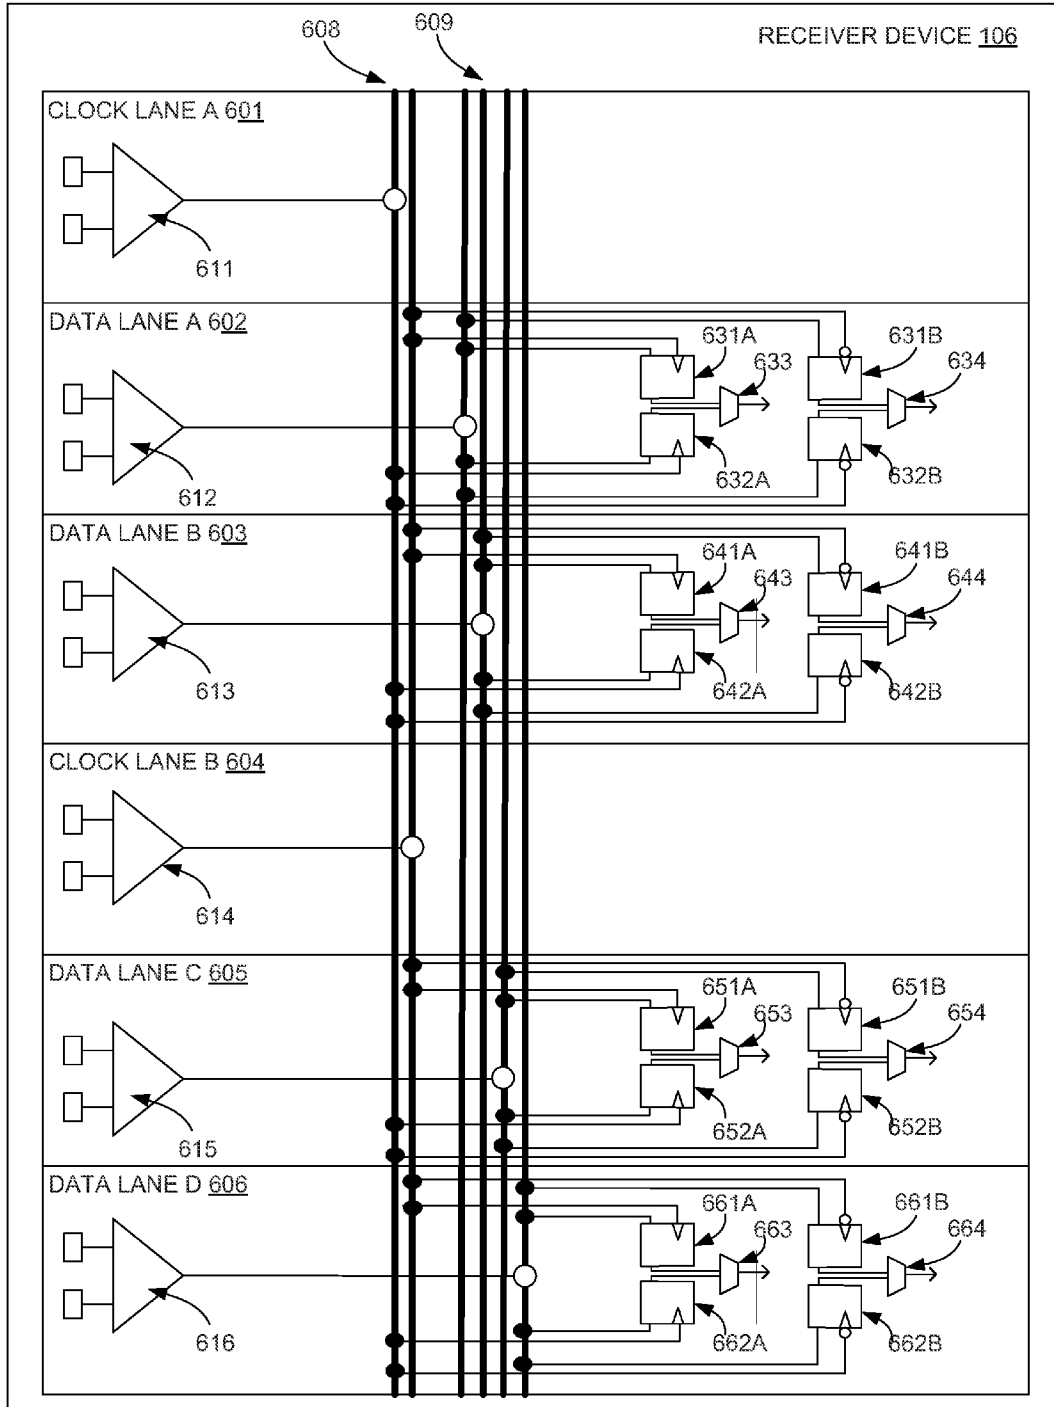 608
609
RECEIVER DEVICE 106
CLOCK LANE A 601
611
DATA LANE A 602
631A
633
631B
634
612
632A
632B
DATA LANE B 603
641A
643
641B
644
613
642A
642B
CLOCK LANE B 604
614
DATA LANE C 605
651A
653
651B
654
615
652A
652B
DATA LANE D 606
661A
663
661B
664
616
662A
662B